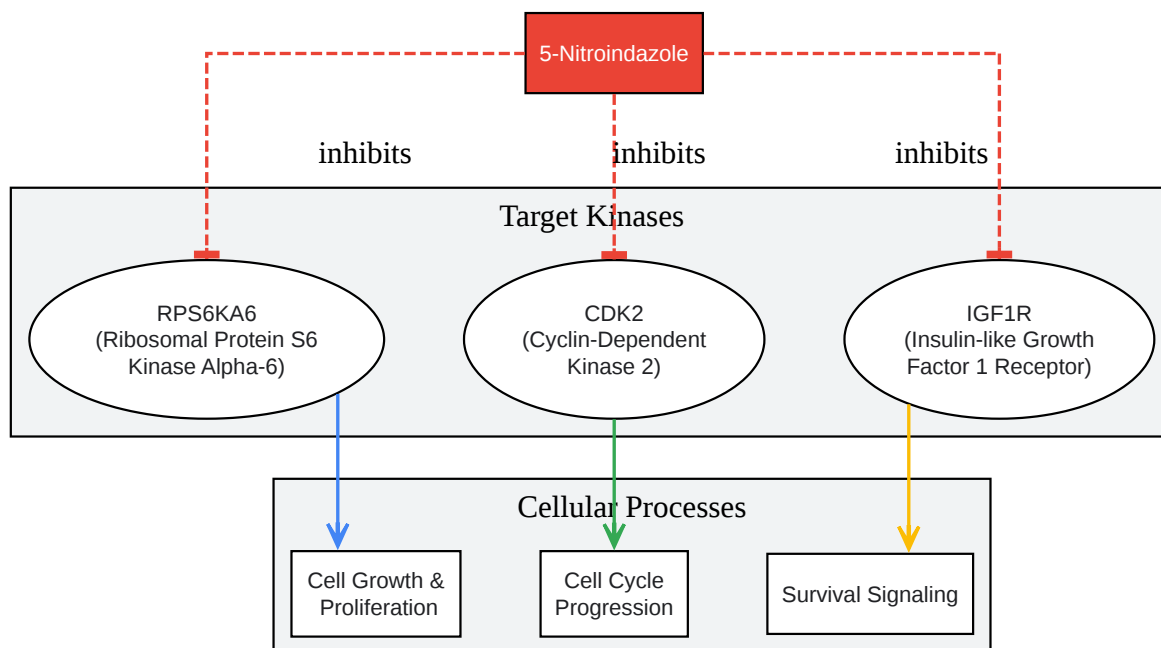 5-Nitroindazole
inhibits
inhibits
inhibits
Target Kinases
RPS6KA6
(Ribosomal Protein S6
Kinase Alpha-6)
CDK2
(Cyclin-Dependent
Kinase 2)
IGF1R
(Insulin-like Growth
Factor 1 Receptor)
Cellular Processes
Cell Growth &
Proliferation
Cell Cycle
Progression
Survival Signaling